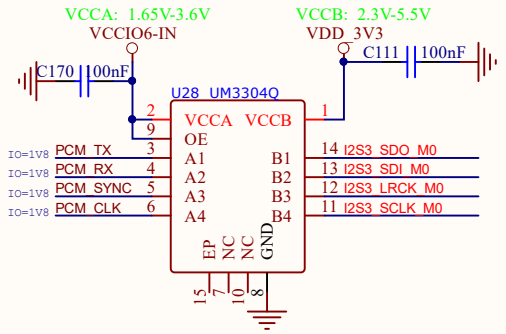 VCCA: 1.65V-3.6V
VCCB: 2.3V-5.5V
VCCIO6-IN
VDD_3V3
C170 100nF
C111 100nF
U28 UM3304Q
2 VCCA
VCCB 1
9 OE
IO=1V8 PCM_TX 3 A1
B1 14 I2S3_SDO_M0
IO=1V8 PCM_RX 4 A2
B2 13 I2S3_SDI_M0
IO=1V8 PCM_SYNC 5 A3
B3 12 I2S3_LRCK_M0
IO=1V8 PCM_CLK 6 A4
B4 11 I2S3_SCLK_M0
EP NC NC GND
15 7 10 8